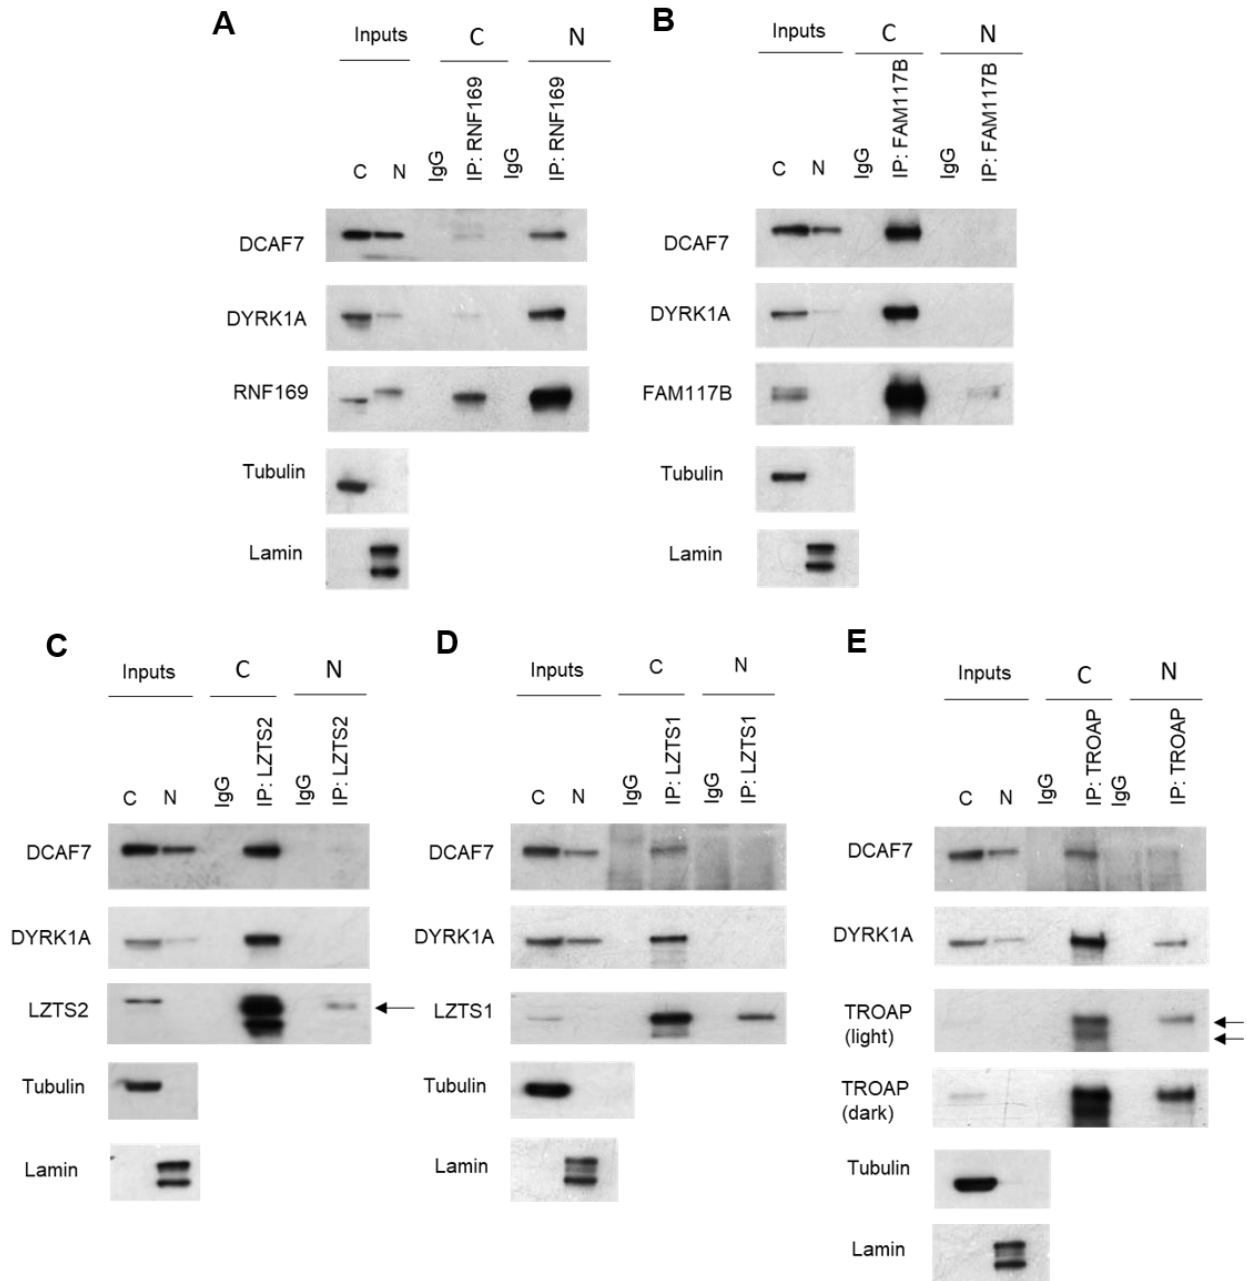 A
Inputs C N
C N IgG IP: RNF169 IgG IP: RNF169
DCAF7
DYRK1A
RNF169
Tubulin
Lamin
B
Inputs C N
C N IgG IP: FAM117B IgG IP: FAM117B
DCAF7
DYRK1A
FAM117B
Tubulin
Lamin
C
Inputs C N
C N IgG IP: LZTS2 IgG IP: LZTS2
DCAF7
DYRK1A
LZTS2
Tubulin
Lamin
D
Inputs C N
C N IgG IP: LZTS1 IgG IP: LZTS1
DCAF7
DYRK1A
LZTS1
Tubulin
Lamin
E
Inputs C N
C N IgG IP: TROAP IgG IP: TROAP
DCAF7
DYRK1A
TROAP
(light)
TROAP
(dark)
Tubulin
Lamin